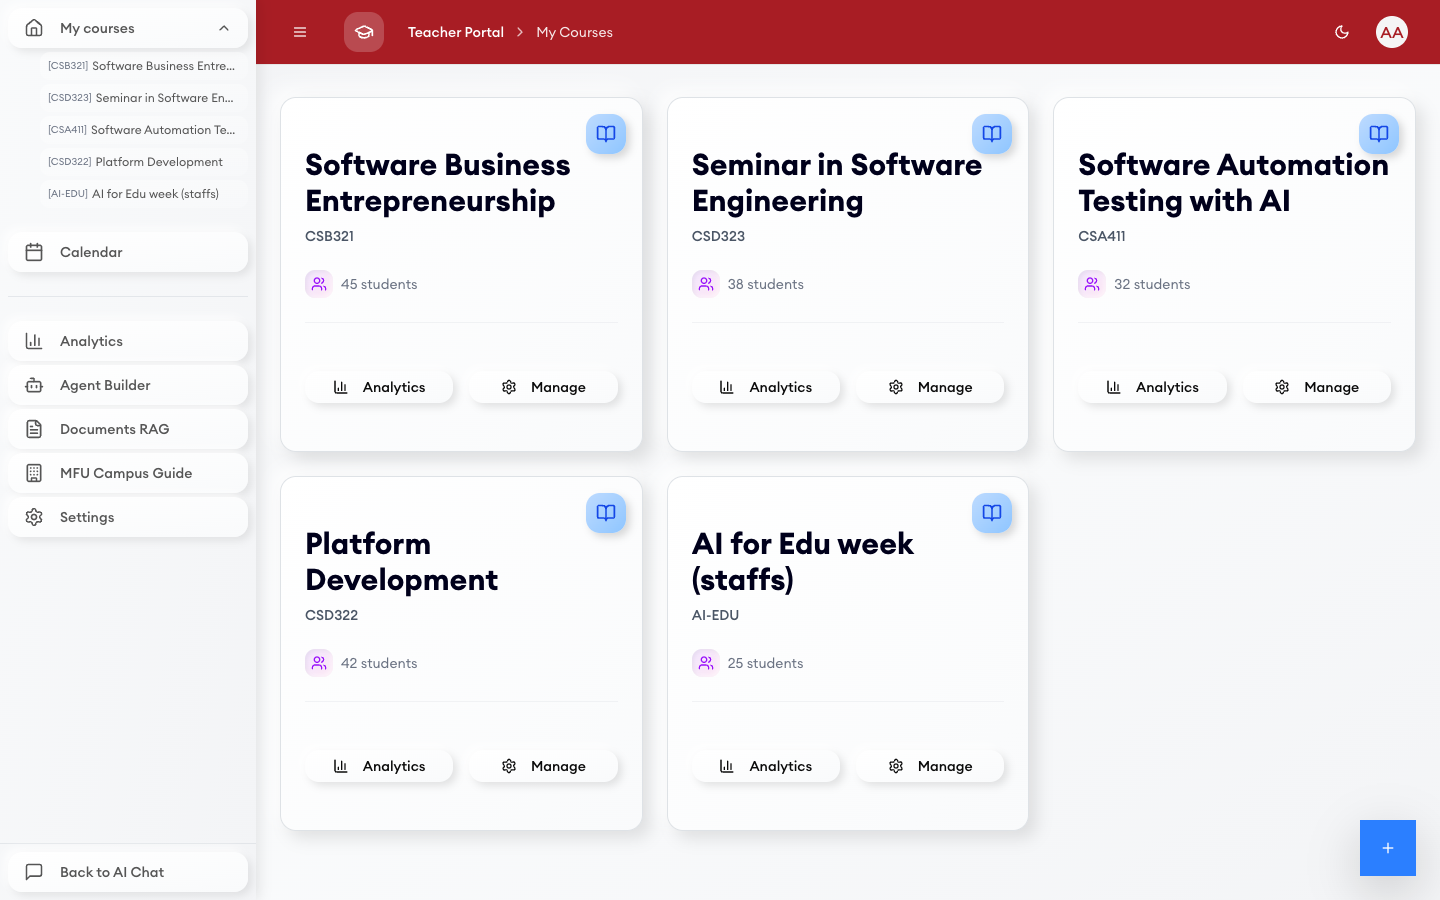 My courses
[CSB321] Software Business Entre...
[CSD323] Seminar in Software En...
[CSA411] Software Automation Te...
[CSD322] Platform Development
[AI-EDU] AI for Edu week (staffs)
Calendar
Analytics
Agent Builder
Documents RAG
MFU Campus Guide
Settings
Back to AI Chat
Teacher Portal
My Courses
AA
Software Business
Entrepreneurship
CSB321
45 students
Analytics
Manage
Seminar in Software
Engineering
CSD323
38 students
Analytics
Manage
Software Automation
Testing with AI
CSA411
32 students
Analytics
Manage
Platform
Development
CSD322
42 students
Analytics
Manage
AI for Edu week
(staffs)
AI-EDU
25 students
Analytics
Manage